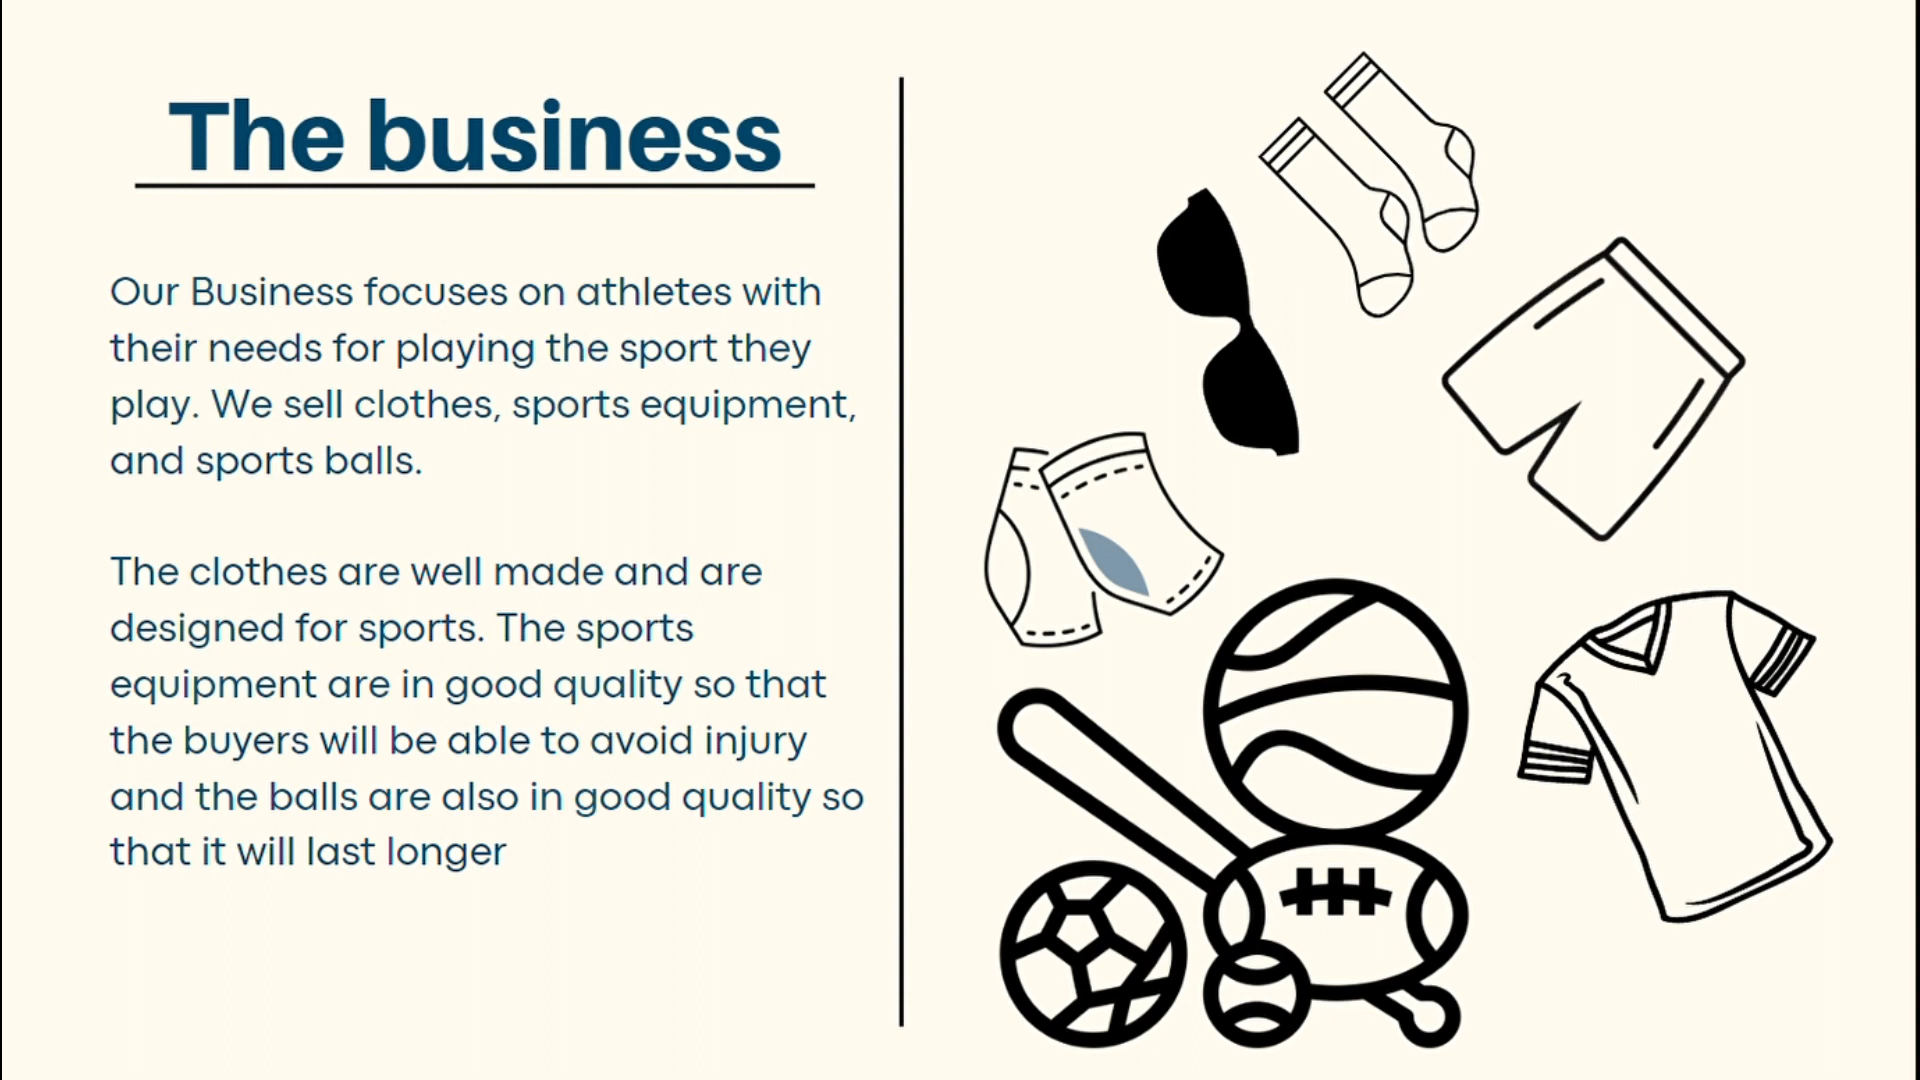 The business
Our Business focuses on athletes with
their needs for playing the sport they
play. We sell clothes, sports equipment,
and sports balls.
The clothes are well made and are
designed for sports. The sports
equipment are in good quality so that
the buyers will be able to avoid injury
and the balls are also in good quality so
that it will last longer